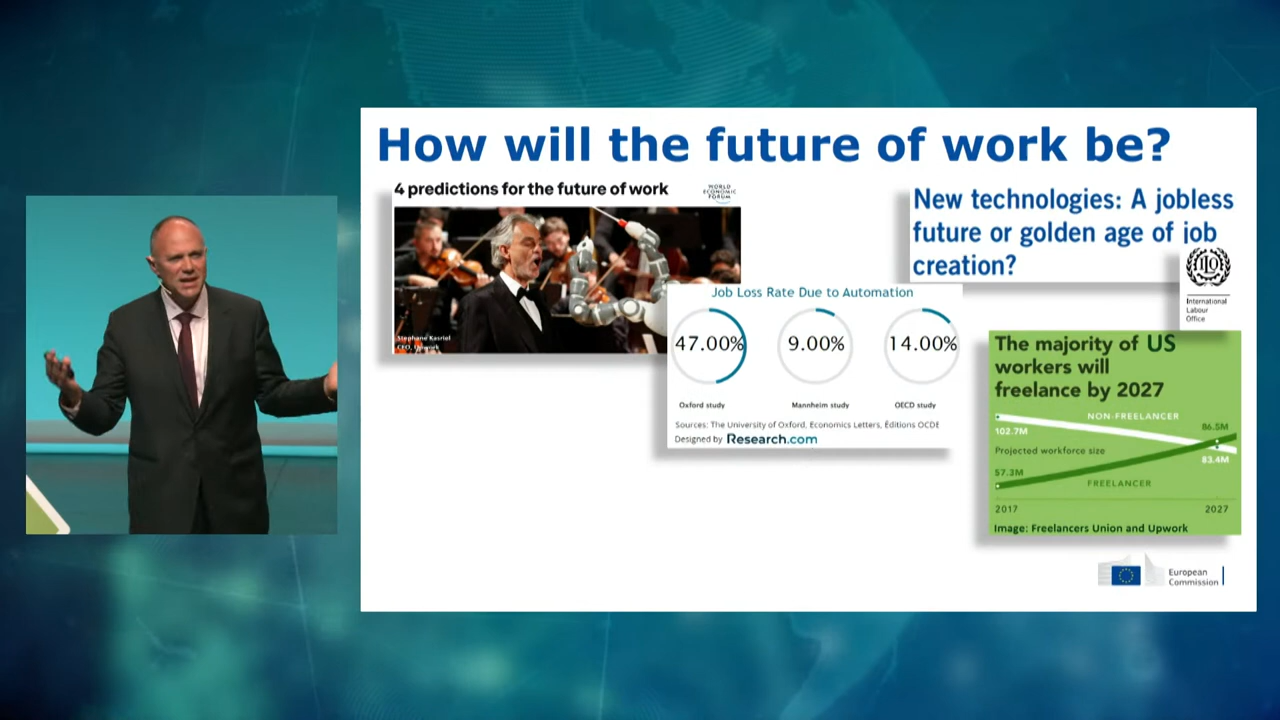 How will the future of work be?
4 predictions for the future of work
WORLD
ECONOMIC
FORUM
Stephane Kasriel
CEO, Upwork
New technologies: A jobless
future or golden age of job
creation?
International
Labour
Office
Job Loss Rate Due to Automation
47.00%
9.00%
14.00%
Oxford study
Mannheim study
OECD study
Sources: The University of Oxford, Economics Letters, Éditions OCDE
Designed by Research.com
The majority of US
workers will
freelance by 2027
NON-FREELANCER
86.5M
102.7M
Projected workforce size
83.4M
57.3M
FREELANCER
2017
2027
Image: Freelancers Union and Upwork
European
Commission